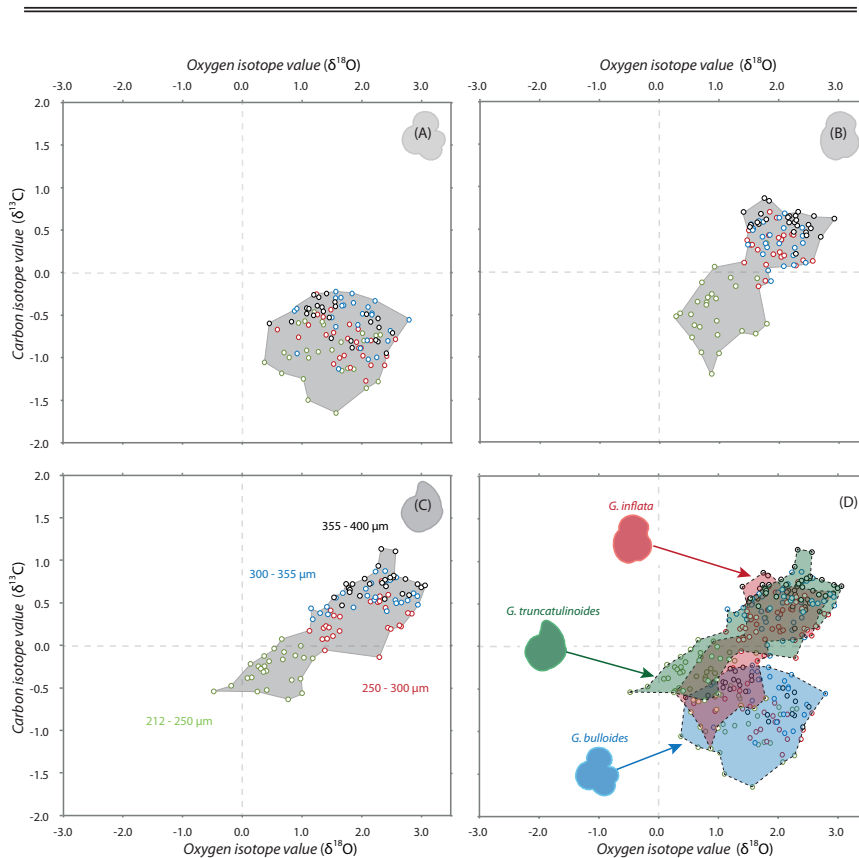 Oxygen isotope value (δ18O) Oxygen isotope value (δ18O)
-3.0 -2.0 -1.0 0.0 1.0 2.0 3.0 -3.0 -2.0 -1.0 0.0 1.0 2.0 3.0
2.0
(A) (B)
1.5
1.0
0.5
Carbon isotope value (δ13C)
0.0
-0.5
-1.0
-1.5
-2.0
2.0
(C) (D)
355 - 400 µm
G. inflata
1.5
1.0
300 - 355 µm
0.5
G. truncatulinoides
Carbon isotope value (δ13C)
0.0
250 - 300 µm
-0.5
212 - 250 µm
G. bulloides
-1.0
-1.5
-2.0
-3.0 -2.0 -1.0 0.0 1.0 2.0 3.0 -3.0 -2.0 -1.0 0.0 1.0 2.0 3.0
Oxygen isotope value (δ18O) Oxygen isotope value (δ18O)